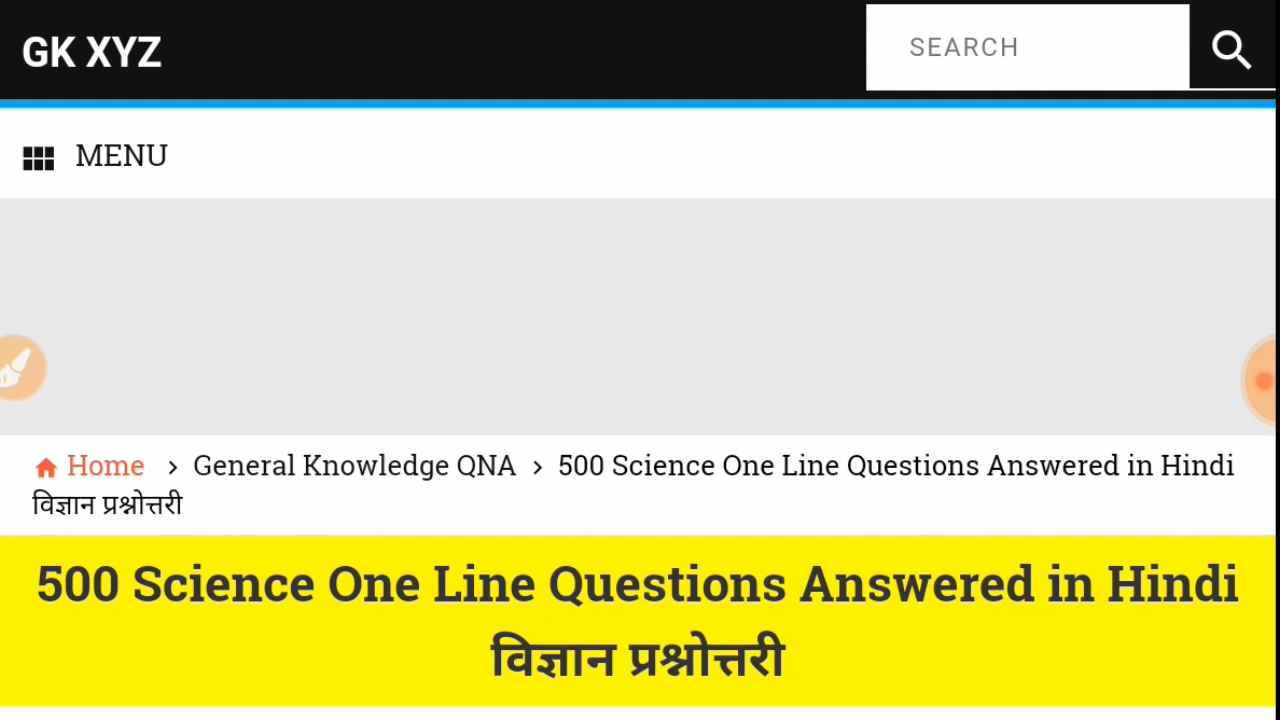 GK XYZ
SEARCH
MENU
Home › General Knowledge QNA › 500 Science One Line Questions Answered in Hindi
विज्ञान प्रश्नोत्तरी
500 Science One Line Questions Answered in Hindi
विज्ञान प्रश्नोत्तरी